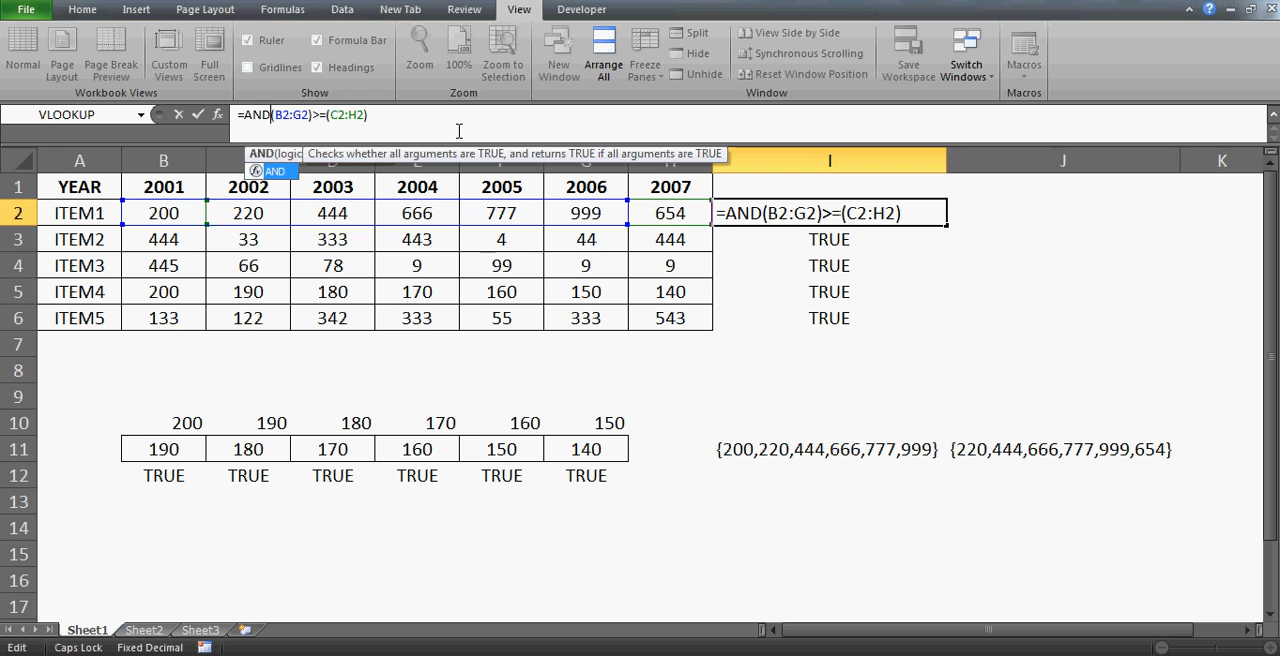 File Home Insert Page Layout Formulas Data New Tab Review View Developer
Normal Page Layout Page Break Preview Custom Views Full Screen
Workbook Views
Ruler Formula Bar
Gridlines Headings
Show
Zoom 100% Zoom to Selection
Zoom
New Window Arrange All Freeze Panes
Split
Hide
Unhide
View Side by Side
Synchronous Scrolling
Reset Window Position
Window
Save Workspace Switch Windows
Macros
Macros
VLOOKUP fx =AND(B2:G2)>=(C2:H2)
AND(logic Checks whether all arguments are TRUE, and returns TRUE if all arguments are TRUE
AND
A B I J K
1 YEAR 2001 2002 2003 2004 2005 2006 2007
2 ITEM1 200 220 444 666 777 999 654 =AND(B2:G2)>=(C2:H2)
3 ITEM2 444 33 333 443 4 44 444 TRUE
4 ITEM3 445 66 78 9 99 9 9 TRUE
5 ITEM4 200 190 180 170 160 150 140 TRUE
6 ITEM5 133 122 342 333 55 333 543 TRUE
7
8
9
10 200 190 180 170 160 150
11 190 180 170 160 150 140 {200,220,444,666,777,999} {220,444,666,777,999,654}
12 TRUE TRUE TRUE TRUE TRUE TRUE
13
14
15
16
17
Sheet1 Sheet2 Sheet3
Edit Caps Lock Fixed Decimal